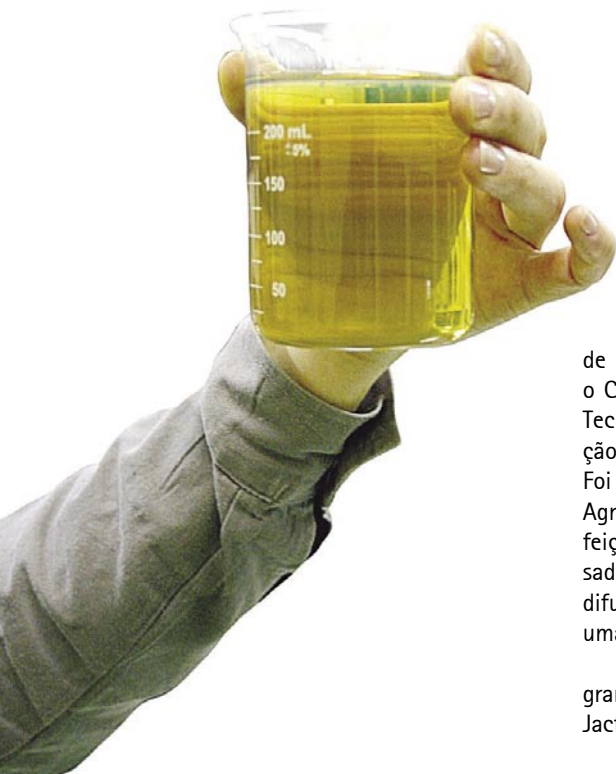 200 mL
±5%
150
100
50
de
o C
Tec
ção
Foi
Agr
feiç
sad
difu
uma
gran
Jact